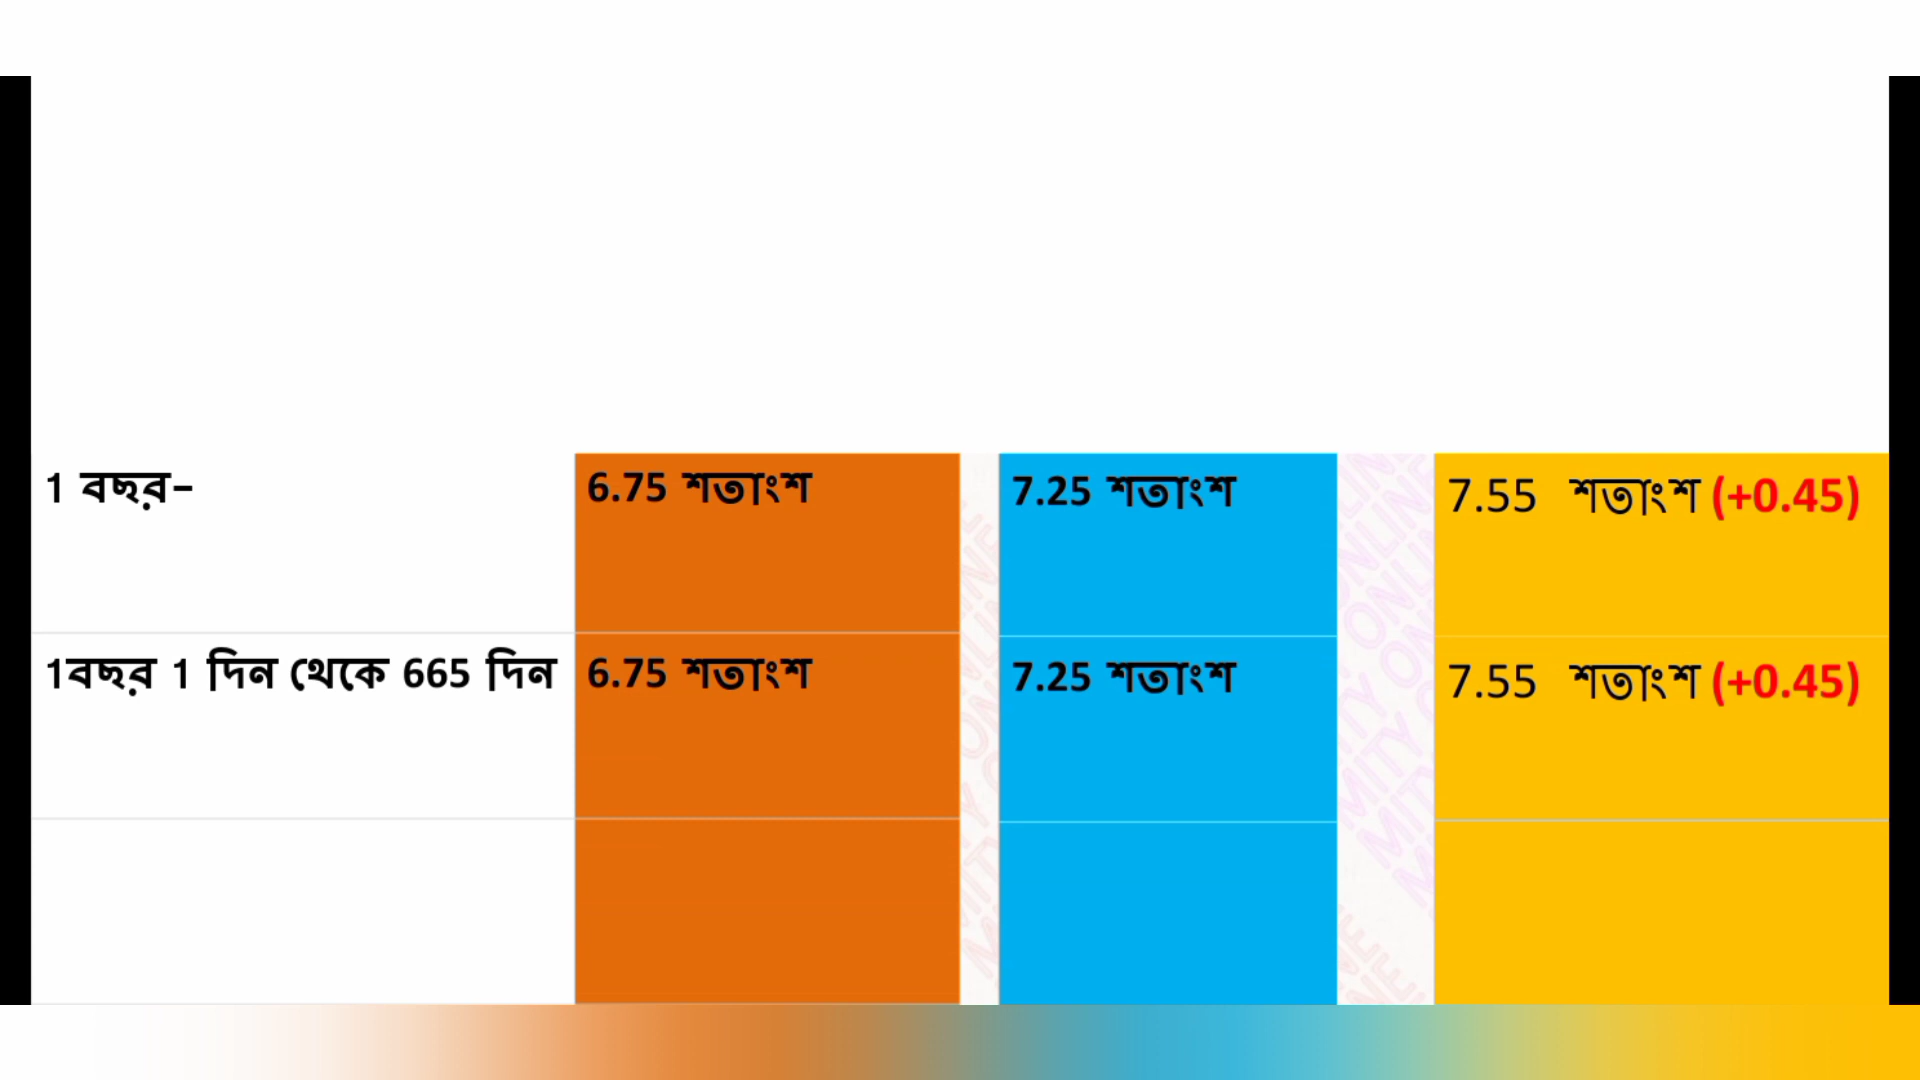 1 বছর– 6.75 শতাংশ 7.25 শতাংশ 7.55 শতাংশ (+0.45)
1বছর 1 দিন থেকে 665 দিন 6.75 শতাংশ 7.25 শতাংশ 7.55 শতাংশ (+0.45)